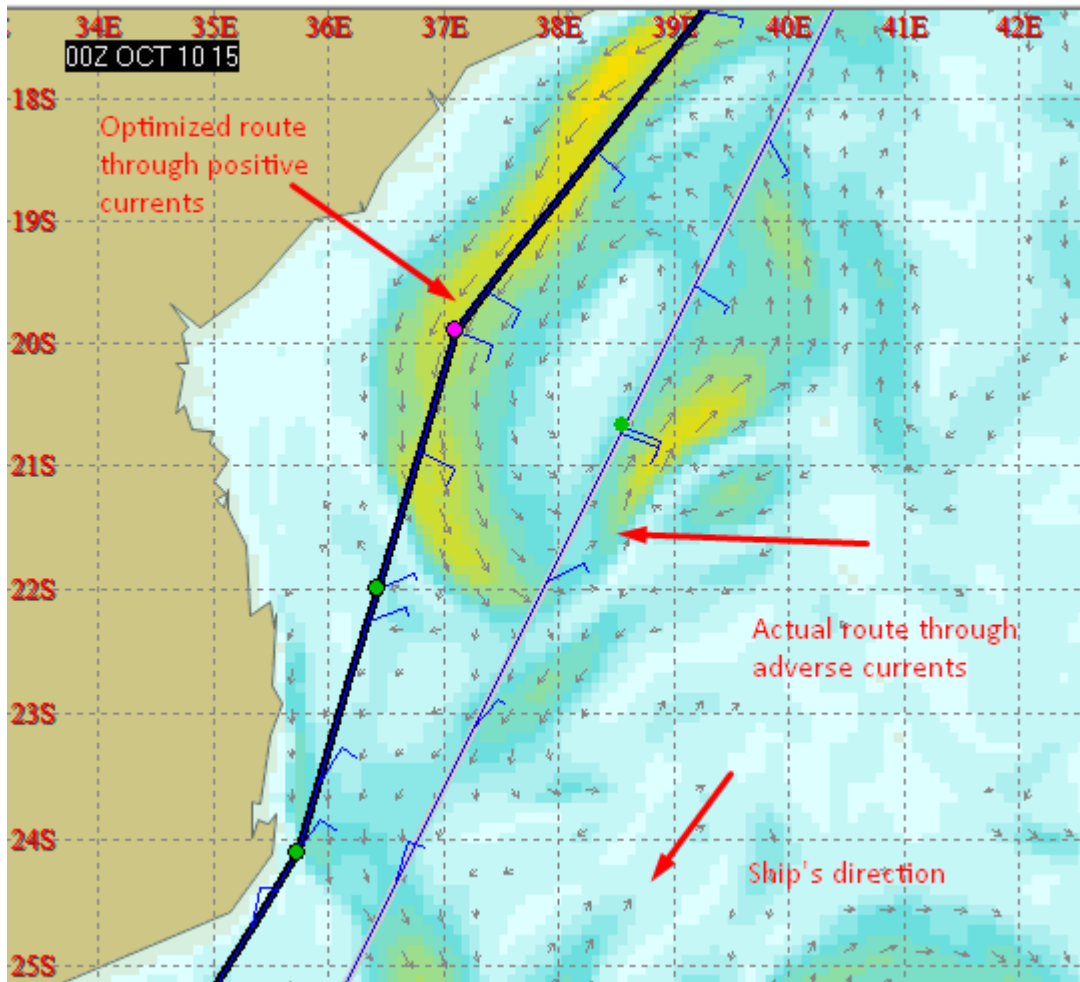 34E 35E 36E 37E 38E 39E 40E 41E 42E
00Z OCT 10 15
18S
Optimized route
through positive
currents
19S
20S
21S
22S
Actual route through
adverse currents
23S
24S
Ship's direction
25S